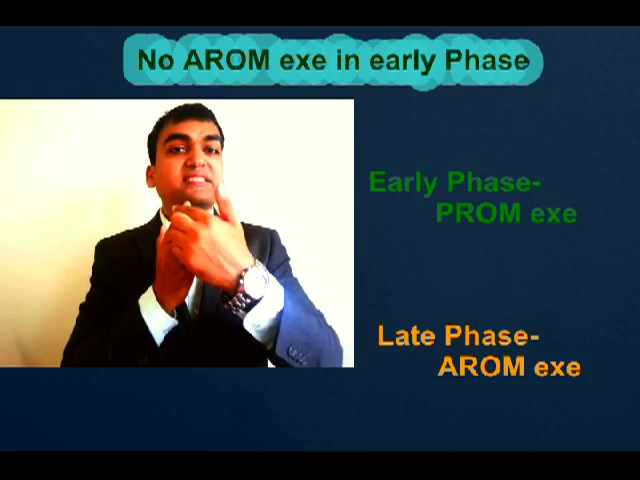 No AROM exe in early Phase
Early Phase-
PROM exe
Late Phase-
AROM exe